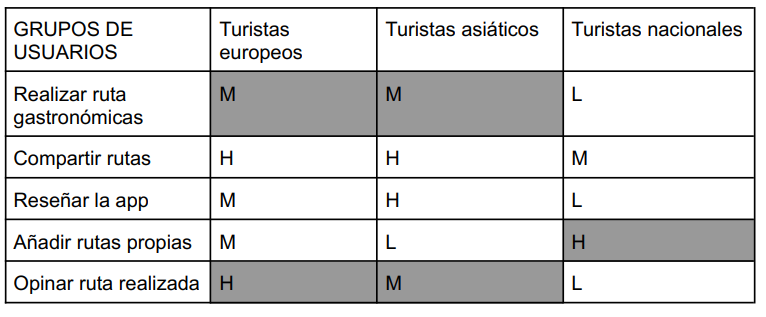 GRUPOS DE USUARIOS Turistas europeos Turistas asiáticos Turistas nacionales
Realizar ruta gastronómicas M M L
Compartir rutas H H M
Reseñar la app M H L
Añadir rutas propias M L H
Opinar ruta realizada H M L